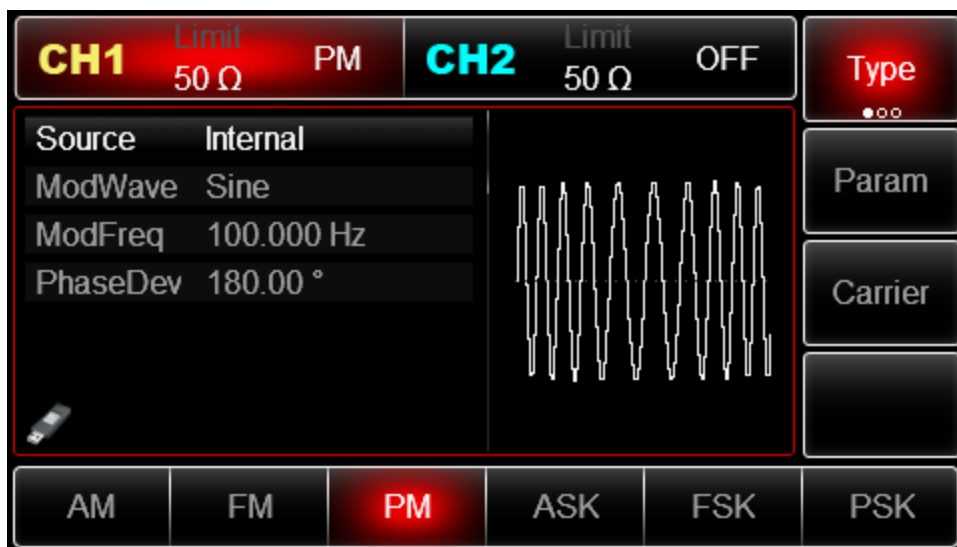 CH1 Limit 50 Ω PM CH2 Limit 50 Ω OFF
Type
Source Internal
ModWave Sine
ModFreq 100.000 Hz
PhaseDev 180.00 °
Param
Carrier
AM FM PM ASK FSK PSK